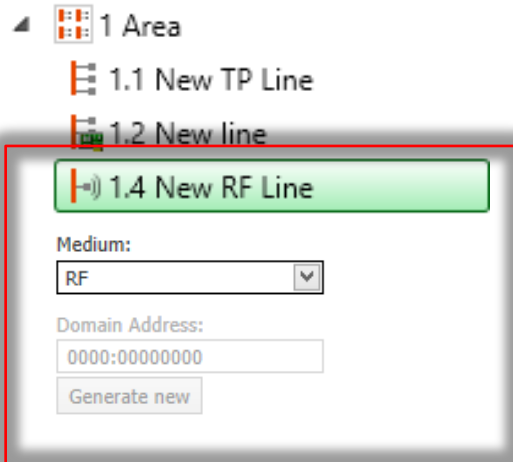 1 Area
1.1 New TP Line
1.2 New line
1.4 New RF Line
Medium:
RF
Domain Address:
0000:00000000
Generate new